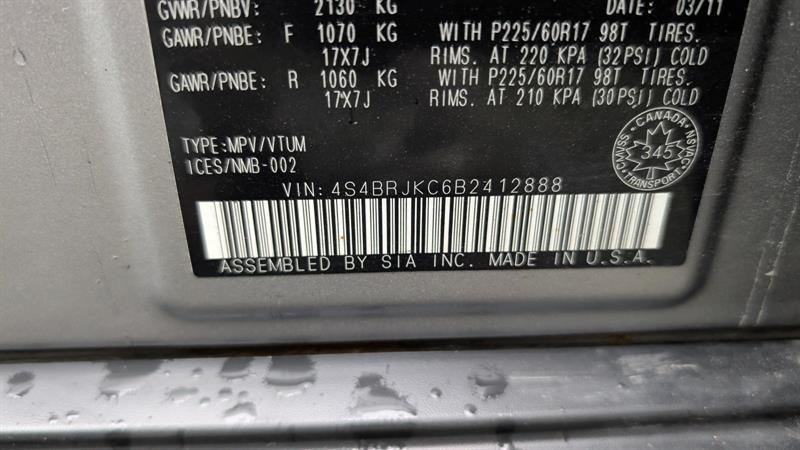 GVWR/PNBV: 2130 KG DATE: 03/11
GAWR/PNBE: F 1070 KG WITH P225/60R17 98T TIRES.
17X7J RIMS. AT 220 KPA (32PSI) COLD
GAWR/PNBE: R 1060 KG WITH P225/60R17 98T TIRES.
17X7J RIMS. AT 210 KPA (30PSI) COLD
TYPE:MPV/VTUM
ICES/NMB-002
CANADA
CMVSS NSVAC
345
TRANSPORT
VIN: 4S4BRJKC6B2412888
ASSEMBLED BY SIA INC. MADE IN U.S.A.